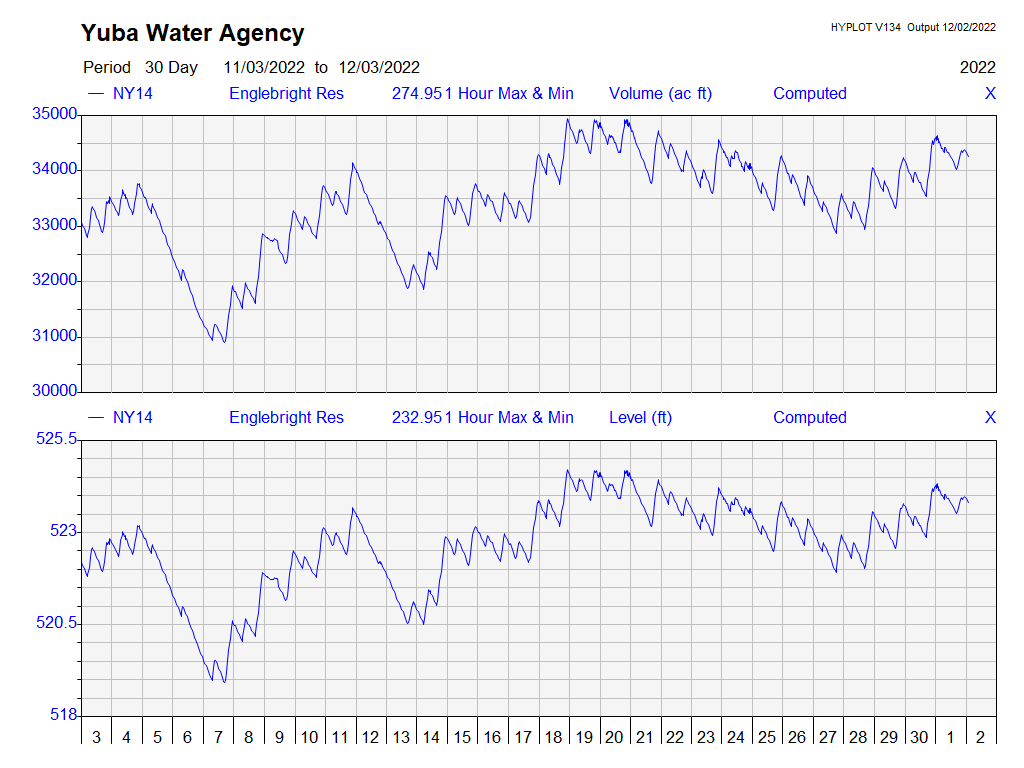 Yuba Water Agency
HYPLOT V134 Output 12/02/2022
Period 30 Day 11/03/2022 to 12/03/2022 2022
NY14 Englebright Res 274.951 Hour Max & Min Volume (ac ft) Computed X
35000
34000
33000
32000
31000
30000
NY14 Englebright Res 232.951 Hour Max & Min Level (ft) Computed X
525.5
523
520.5
518
3 4 5 6 7 8 9 10 11 12 13 14 15 16 17 18 19 20 21 22 23 24 25 26 27 28 29 30 1 2